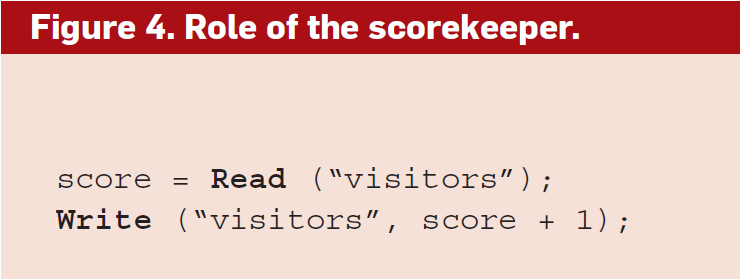 Figure 4. Role of the scorekeeper.
score = Read (“visitors”);
Write (“visitors”, score + 1);